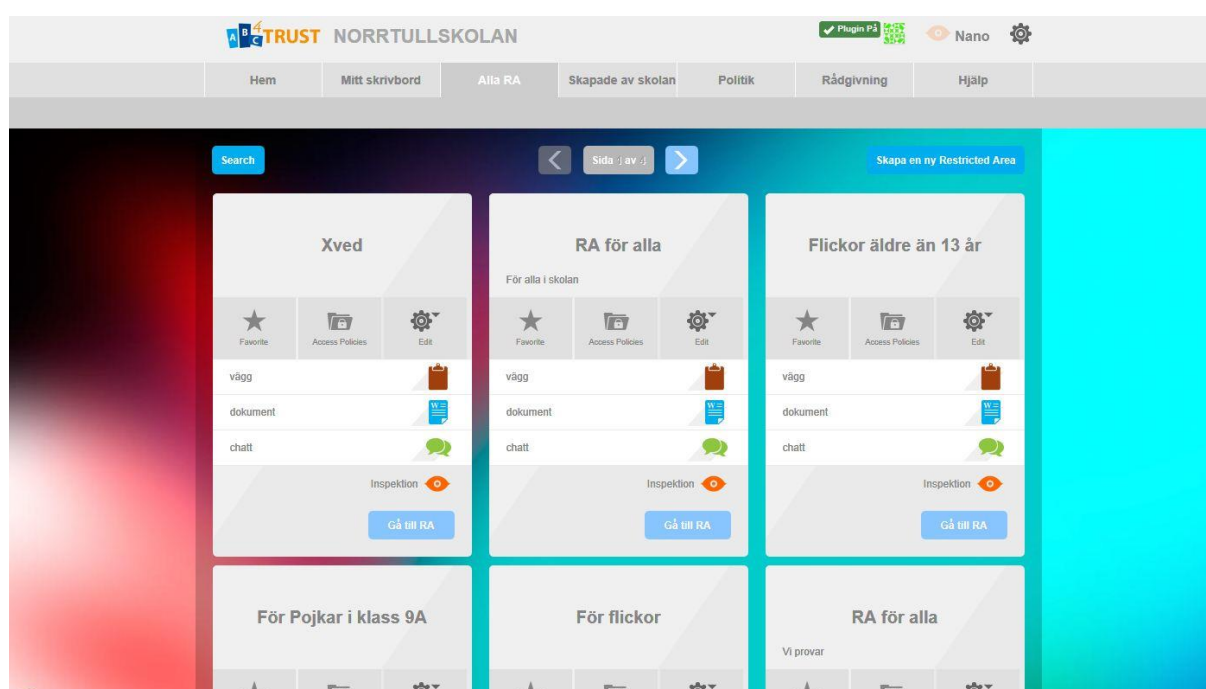 ABC4TRUST NORRTULLSKOLAN
Plugin På
Nano
Hem Mitt skrivbord Alla RA Skapade av skolan Politik Rådgivning Hjälp
Search
Sida av
Skapa en ny Restricted Area
Xved
Favorite Access Policies Edit
vägg
dokument
chatt
Inspektion
Gå till RA
RA för alla
För alla i skolan
Favorite Access Policies Edit
vägg
dokument
chatt
Inspektion
Gå till RA
Flickor äldre än 13 år
Favorite Access Policies Edit
vägg
dokument
chatt
Inspektion
Gå till RA
För Pojkar i klass 9A
För flickor
RA för alla
Vi provar